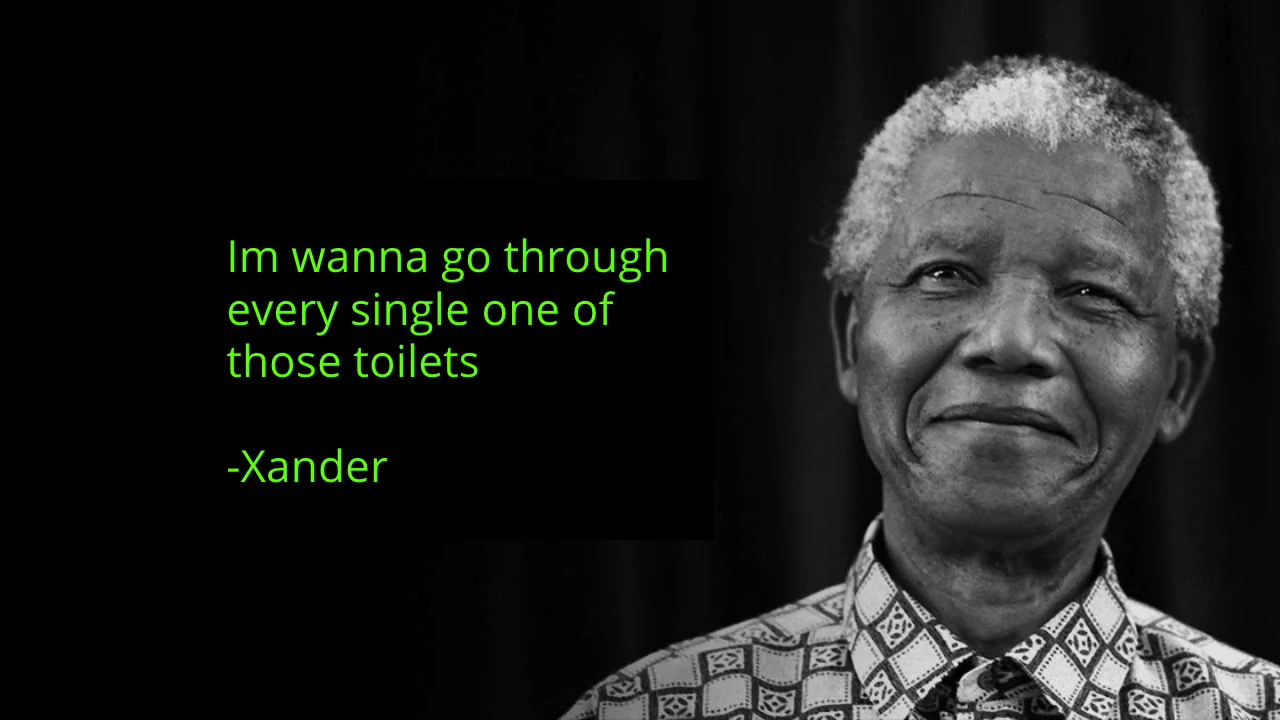 Im wanna go through
every single one of
those toilets
-Xander